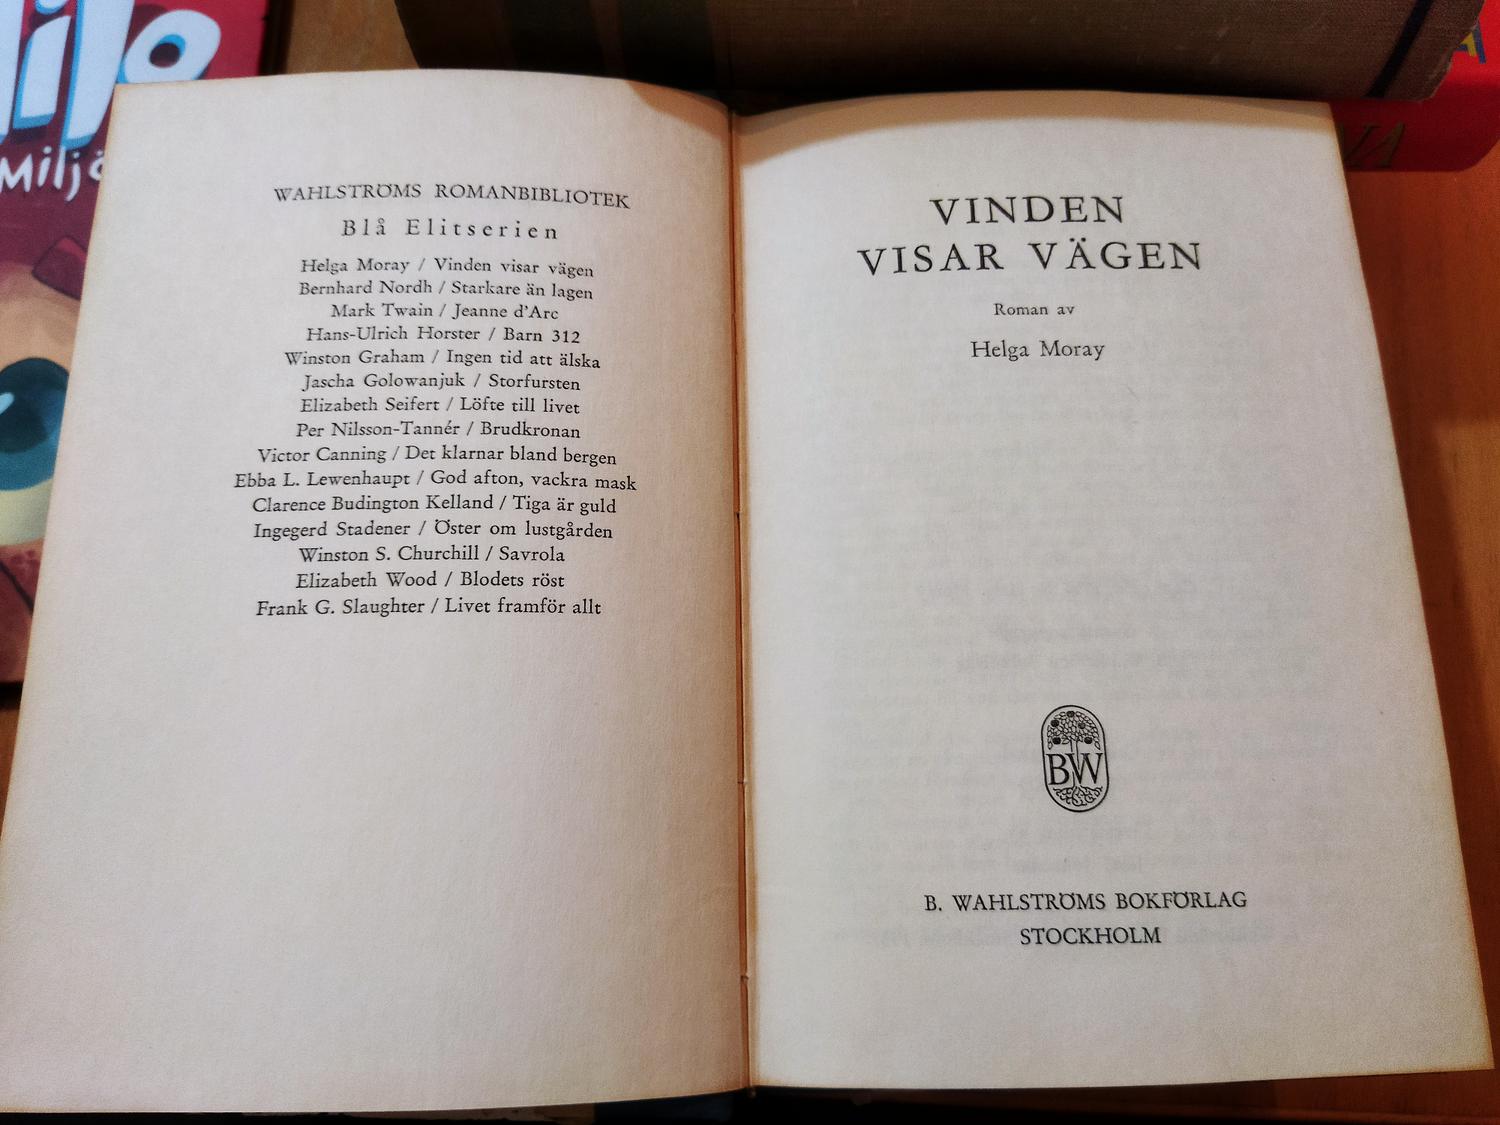 Miljö
WAHLSTRÖMS ROMANBIBLIOTEK
Blå Elitserien
Helga Moray / Vinden visar vägen
Bernhard Nordh / Starkare än lagen
Mark Twain / Jeanne d'Arc
Hans-Ulrich Horster / Barn 312
Winston Graham / Ingen tid att älska
Jascha Golowanjuk / Storfursten
Elizabeth Seifert / Löfte till livet
Per Nilsson-Tannér / Brudkronan
Victor Canning / Det klarnar bland bergen
Ebba L. Lewenhaupt / God afton, vackra mask
Clarence Budington Kelland / Tiga är guld
Ingegerd Stadener / Öster om lustgården
Winston S. Churchill / Savrola
Elizabeth Wood / Blodets röst
Frank G. Slaughter / Livet framför allt
VINDEN
VISAR VÄGEN
Roman av
Helga Moray
BW
B. WAHLSTRÖMS BOKFÖRLAG
STOCKHOLM